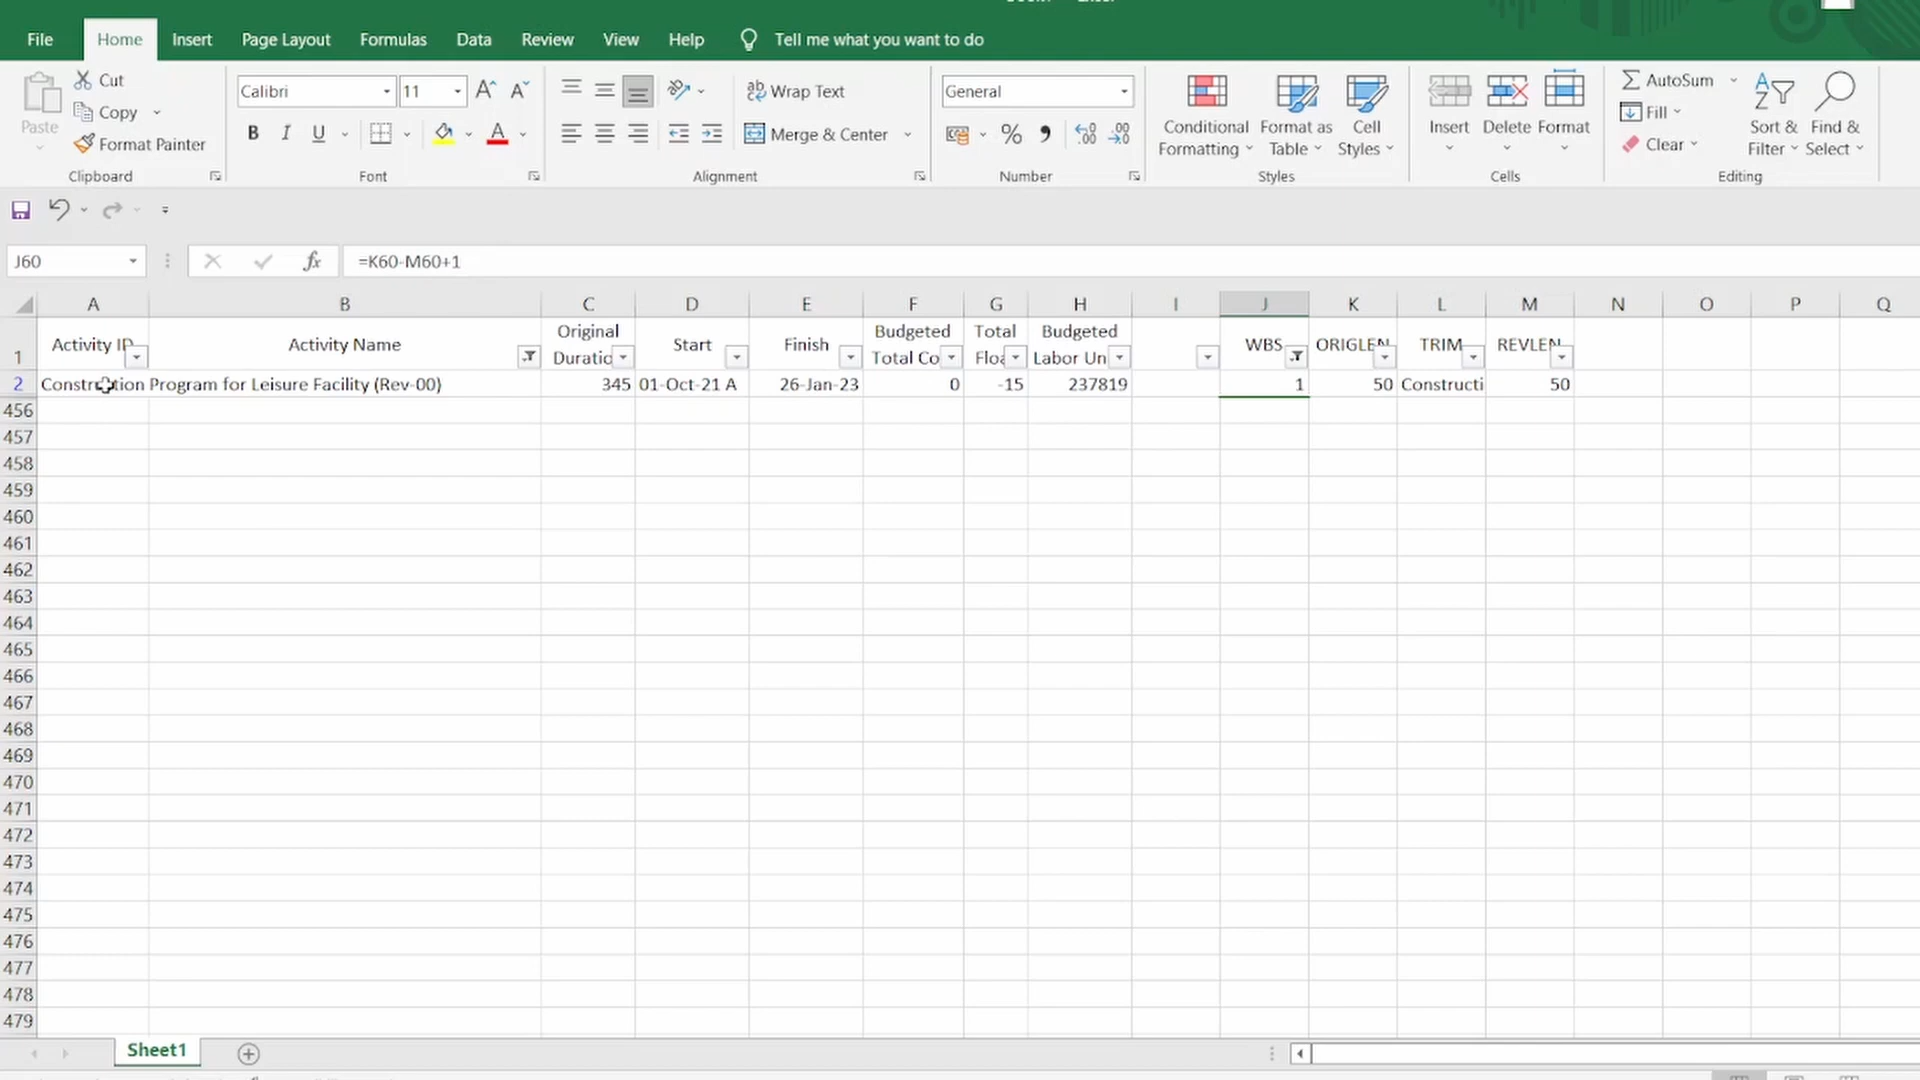 File Home Insert Page Layout Formulas Data Review View Help Tell me what you want to do
Cut
Copy
Paste
Format Painter
Clipboard
Calibri 11
B I U
Font
Wrap Text
Merge & Center
Alignment
General
Number
Conditional Formatting
Format as Table
Cell Styles
Styles
Insert Delete Format
Cells
AutoSum
Fill
Clear
Sort & Filter
Find & Select
Editing
J60 fx =K60-M60+1
A B C D E F G H I J K L M N O P Q
1 Activity ID Activity Name Original Duratio Start Finish Budgeted Total Co Total Floa Budgeted Labor Un WBS ORIGLEN TRIM REVLEN
2 Construction Program for Leisure Facility (Rev-00) 345 01-Oct-21 A 26-Jan-23 0 -15 237819 1 50 Constructi 50
456
457
458
459
460
461
462
463
464
465
466
467
468
469
470
471
472
473
474
475
476
477
478
479
Sheet1